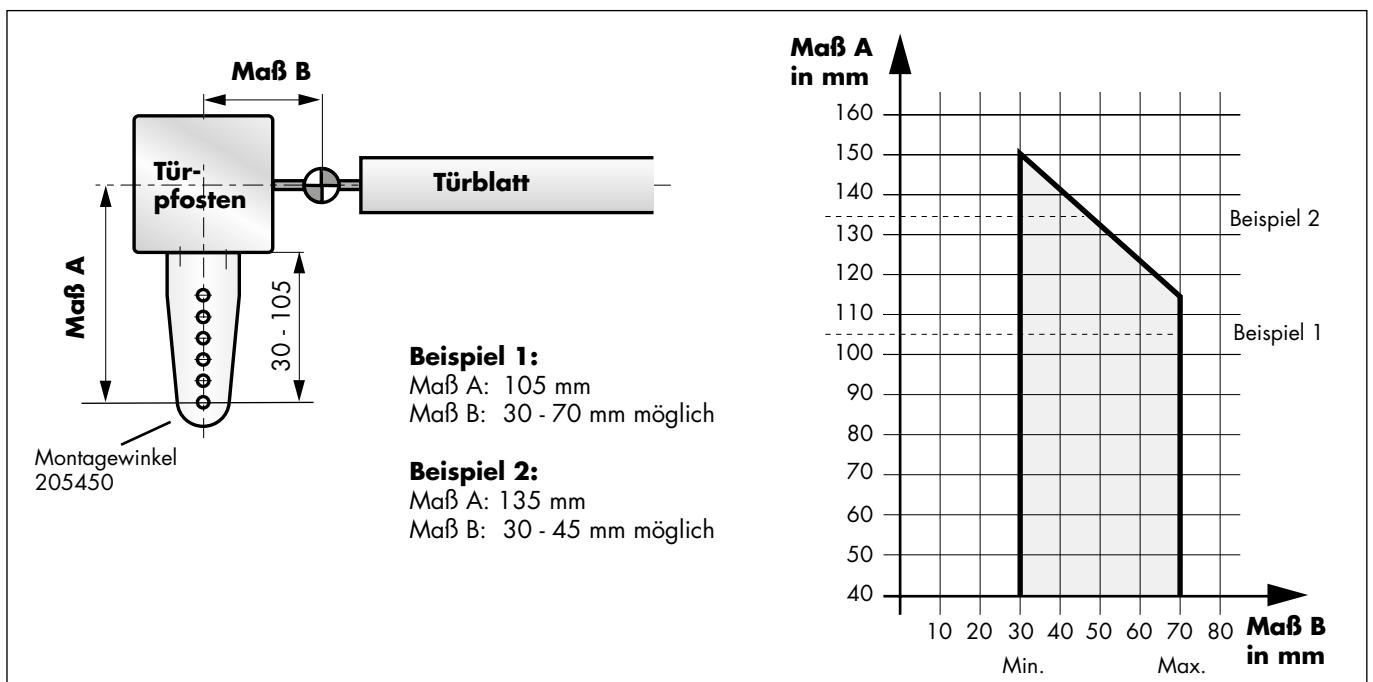 Maß B
Tür-
pfosten
Türblatt
Maß A
30 - 105
Montagewinkel
205450
Beispiel 1:
Maß A: 105 mm
Maß B: 30 - 70 mm möglich
Beispiel 2:
Maß A: 135 mm
Maß B: 30 - 45 mm möglich
Maß A
in mm
160
150
140
130
120
110
100
90
80
70
60
50
40
Beispiel 2
Beispiel 1
10 20 30 40 50 60 70 80
Min. Max.
Maß B
in mm